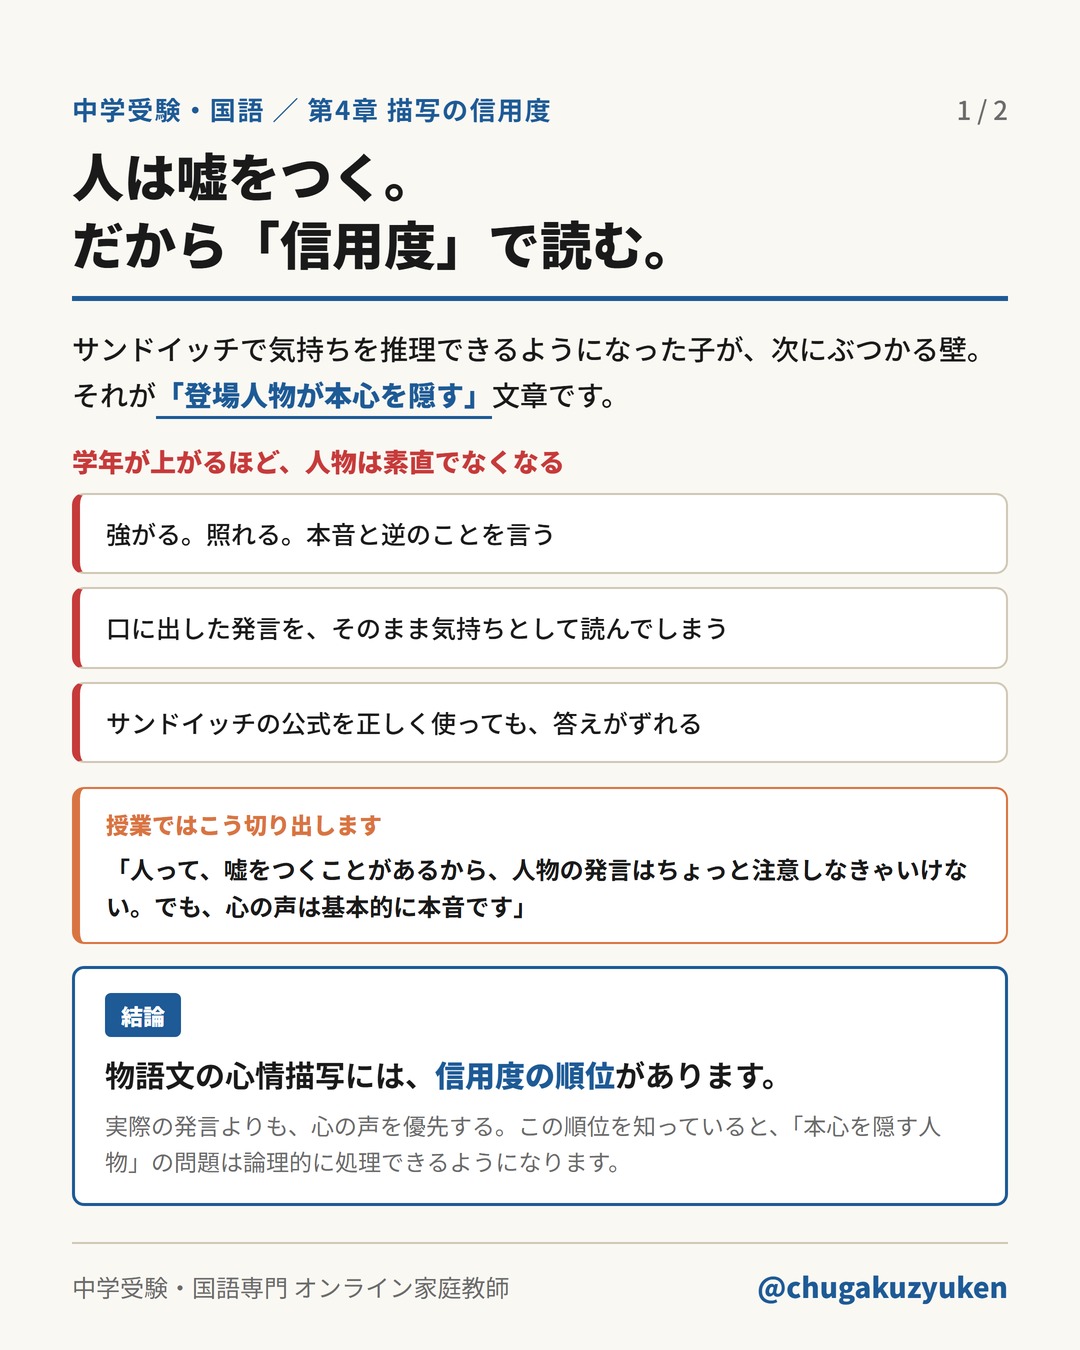 中学受験・国語 ／ 第4章 描写の信用度
1 / 2
人は嘘をつく。
だから「信用度」で読む。
サンドイッチで気持ちを推理できるようになった子が、次にぶつかる壁。
それが「登場人物が本心を隠す」文章です。
学年が上がるほど、人物は素直でなくなる
強がる。照れる。本音と逆のことを言う
口に出した発言を、そのまま気持ちとして読んでしまう
サンドイッチの公式を正しく使っても、答えがずれる
授業ではこう切り出します
「人って、嘘をつくことがあるから、人物の発言はちょっと注意しなきゃいけな
い。でも、心の声は基本的に本音です」
結論
物語文の心情描写には、信用度の順位があります。
実際の発言よりも、心の声を優先する。この順位を知っていると、「本心を隠す人
物」の問題は論理的に処理できるようになります。
中学受験・国語専門 オンライン家庭教師
@chugakuzyuken